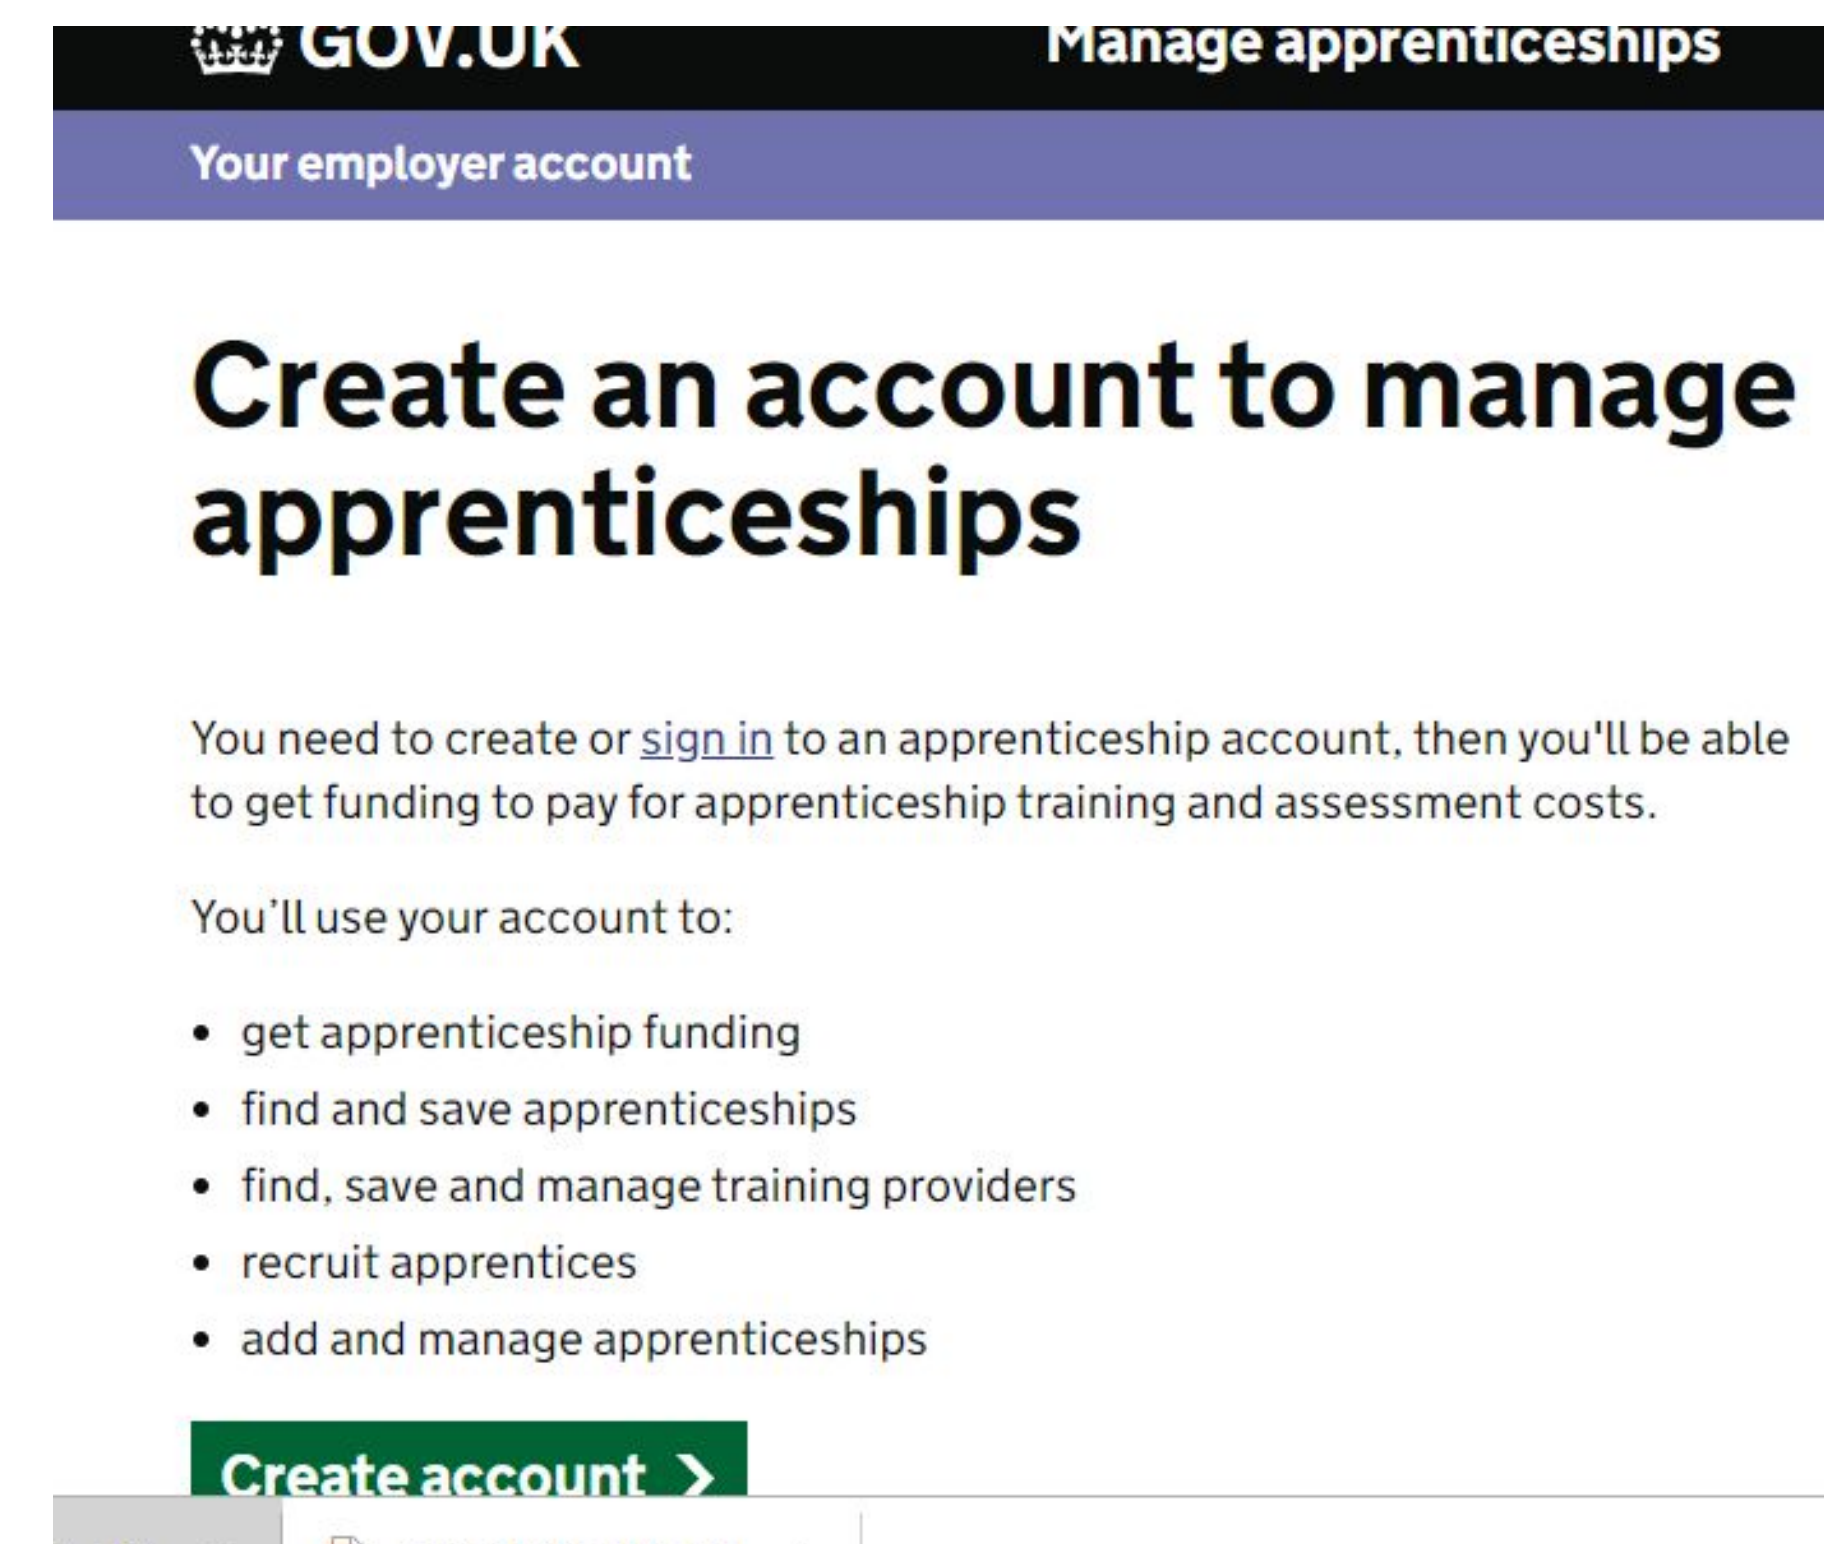 GOV.UK
Manage apprenticeships
Your employer account
Create an account to manage
apprenticeships
You need to create or sign in to an apprenticeship account, then you'll be able
to get funding to pay for apprenticeship training and assessment costs.
You’ll use your account to:
• get apprenticeship funding
• find and save apprenticeships
• find, save and manage training providers
• recruit apprentices
• add and manage apprenticeships
Create account